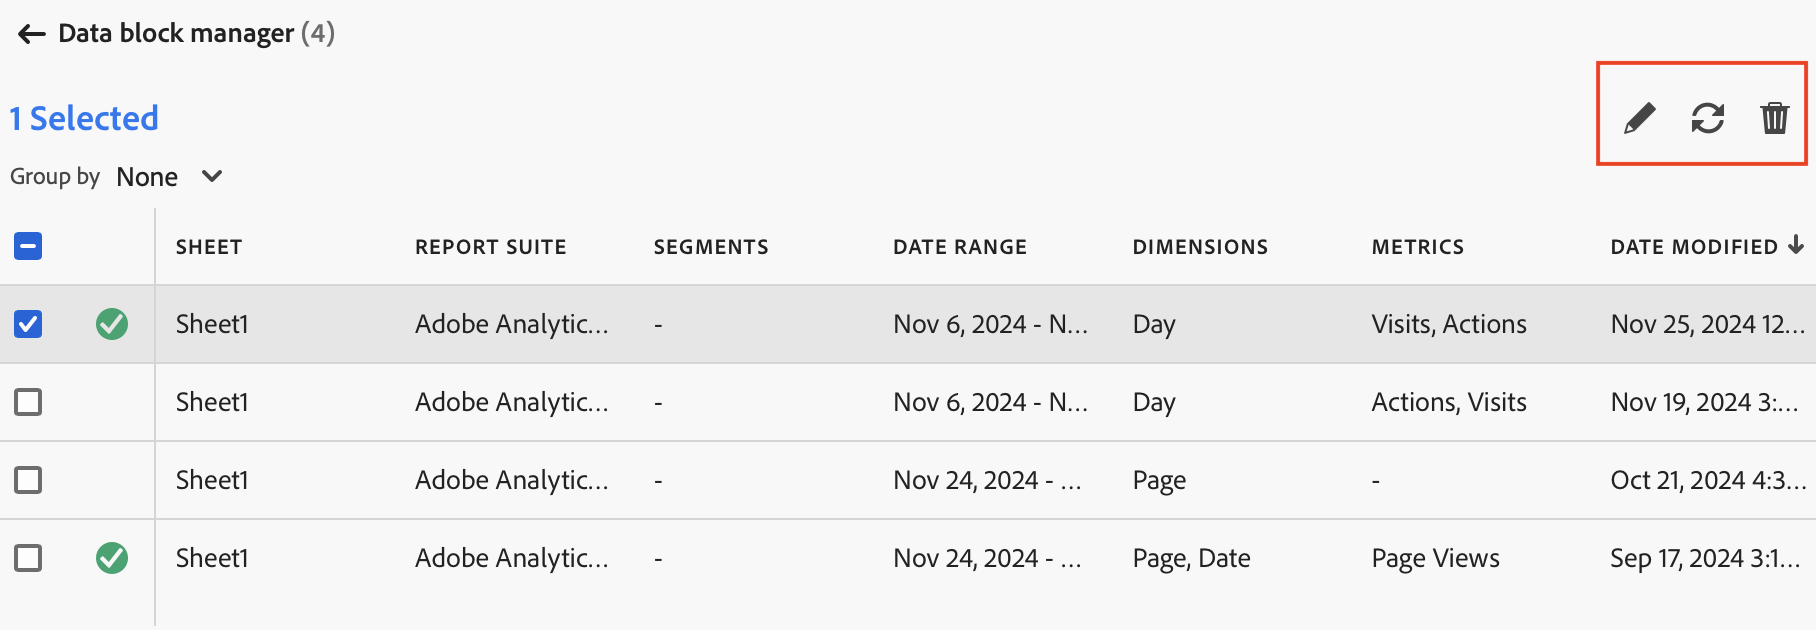 Data block manager (4)
1 Selected
Group by None
SHEET REPORT SUITE SEGMENTS DATE RANGE DIMENSIONS METRICS DATE MODIFIED
Sheet1 Adobe Analytic... - Nov 6, 2024 - N... Day Visits, Actions Nov 25, 2024 12...
Sheet1 Adobe Analytic... - Nov 6, 2024 - N... Day Actions, Visits Nov 19, 2024 3:...
Sheet1 Adobe Analytic... - Nov 24, 2024 - ... Page - Oct 21, 2024 4:3...
Sheet1 Adobe Analytic... - Nov 24, 2024 - ... Page, Date Page Views Sep 17, 2024 3:1...